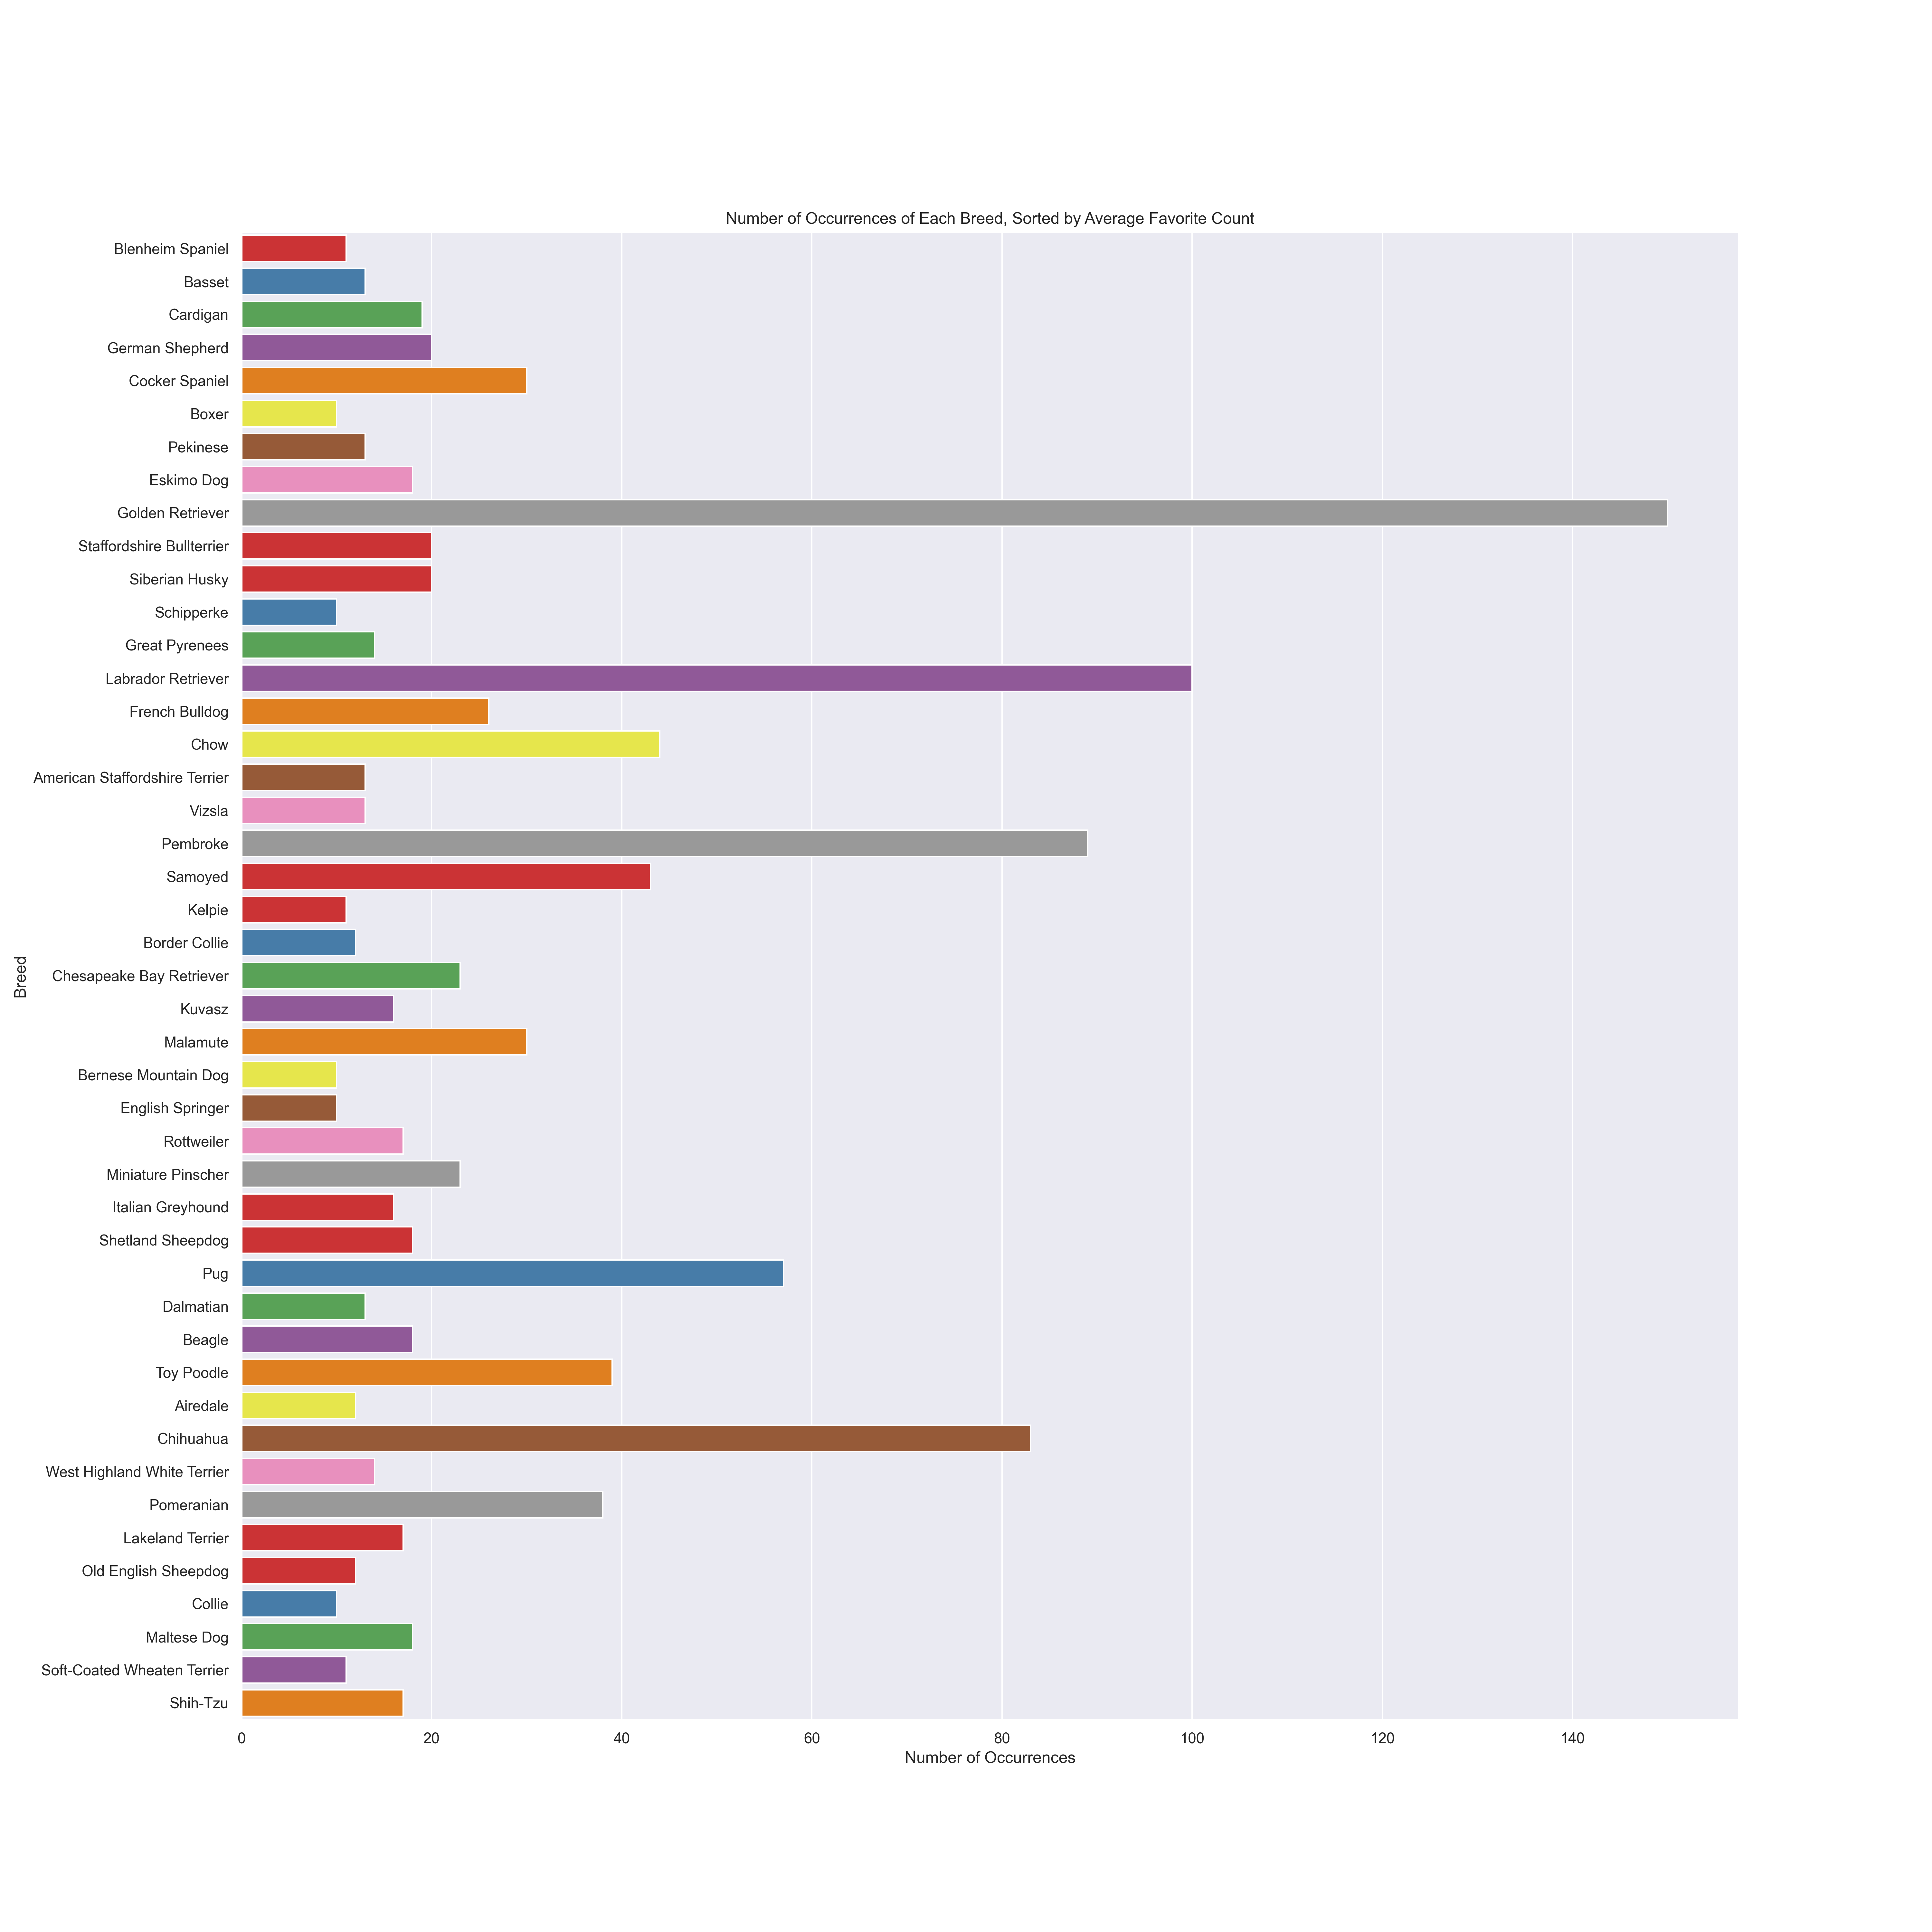 Number of Occurrences of Each Breed, Sorted by Average Favorite Count
Blenheim Spaniel
Basset
Cardigan
German Shepherd
Cocker Spaniel
Boxer
Pekinese
Eskimo Dog
Golden Retriever
Staffordshire Bullterrier
Siberian Husky
Schipperke
Great Pyrenees
Labrador Retriever
French Bulldog
Chow
American Staffordshire Terrier
Vizsla
Pembroke
Samoyed
Kelpie
Border Collie
Chesapeake Bay Retriever
Kuvasz
Malamute
Bernese Mountain Dog
English Springer
Rottweiler
Miniature Pinscher
Italian Greyhound
Shetland Sheepdog
Pug
Dalmatian
Beagle
Toy Poodle
Airedale
Chihuahua
West Highland White Terrier
Pomeranian
Lakeland Terrier
Old English Sheepdog
Collie
Maltese Dog
Soft-Coated Wheaten Terrier
Shih-Tzu
Breed
0 20 40 60 80 100 120 140
Number of Occurrences